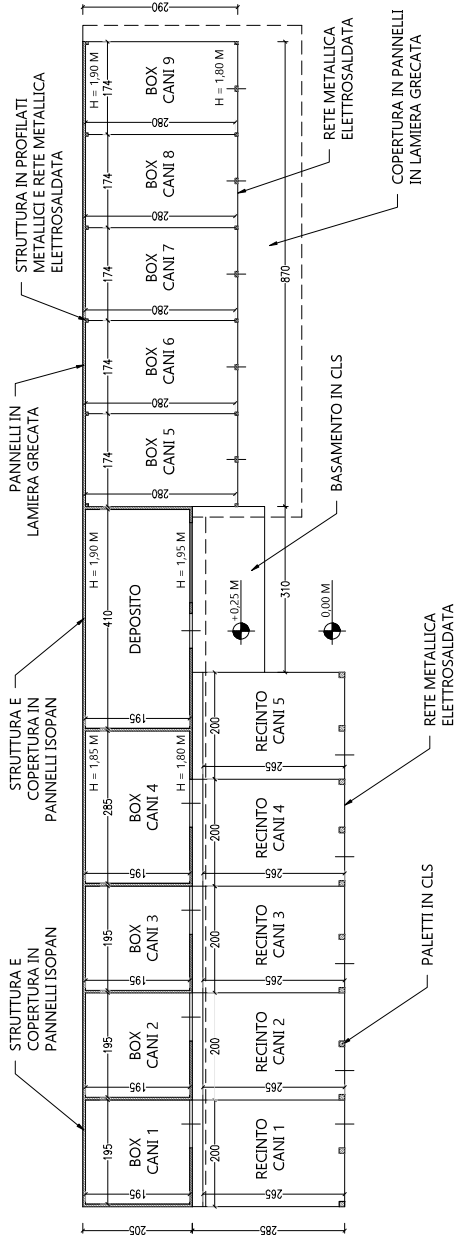 STRUTTURA E
COPERTURA IN
PANNELLI ISOPAN
STRUTTURA E
COPERTURA IN
PANNELLI ISOPAN
PANNELLI IN
LAMIERA GRECATA
STRUTTURA IN PROFILATI
METALLICI E RETE METALLICA
ELETTROSALDATA
205
285
290
195
195
BOX
CANI 1
195
195
BOX
CANI 2
195
195
BOX
CANI 3
285
195
BOX
CANI 4
H = 1,85 M
H = 1,80 M
410
195
DEPOSITO
H = 1,90 M
H = 1,95 M
174
280
BOX
CANI 5
174
280
BOX
CANI 6
174
280
BOX
CANI 7
174
280
BOX
CANI 8
174
280
BOX
CANI 9
H = 1,90 M
H = 1,80 M
200
265
RECINTO
CANI 1
200
265
RECINTO
CANI 2
200
265
RECINTO
CANI 3
200
265
RECINTO
CANI 4
200
265
RECINTO
CANI 5
+0,25 M
0,00 M
310
870
PALETTI IN CLS
RETE METALLICA
ELETTROSALDATA
BASAMENTO IN CLS
RETE METALLICA
ELETTROSALDATA
COPERTURA IN PANNELLI
IN LAMIERA GRECATA